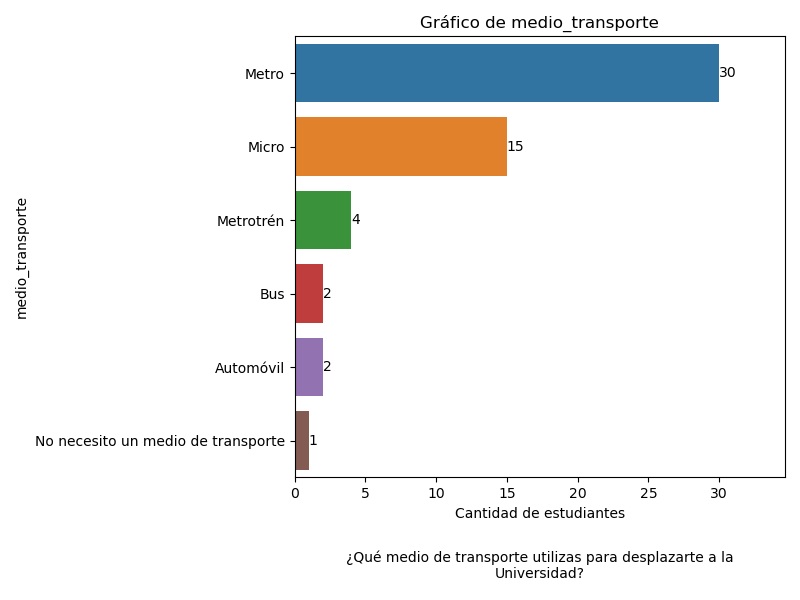 Gráfico de medio_transporte
medio_transporte
Metro
30
Micro
15
Metrotrén
4
Bus
2
Automóvil
2
No necesito un medio de transporte
1
0 5 10 15 20 25 30
Cantidad de estudiantes
¿Qué medio de transporte utilizas para desplazarte a la
Universidad?